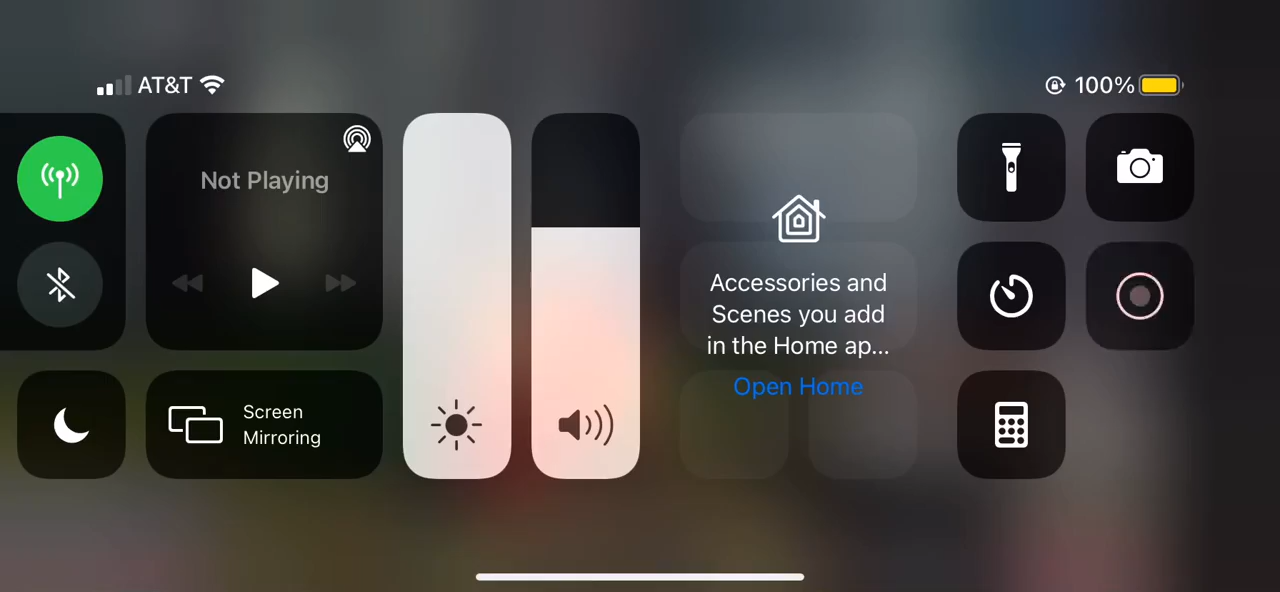 AT&T
100%
Not Playing
Screen
Mirroring
Accessories and
Scenes you add
in the Home ap...
Open Home